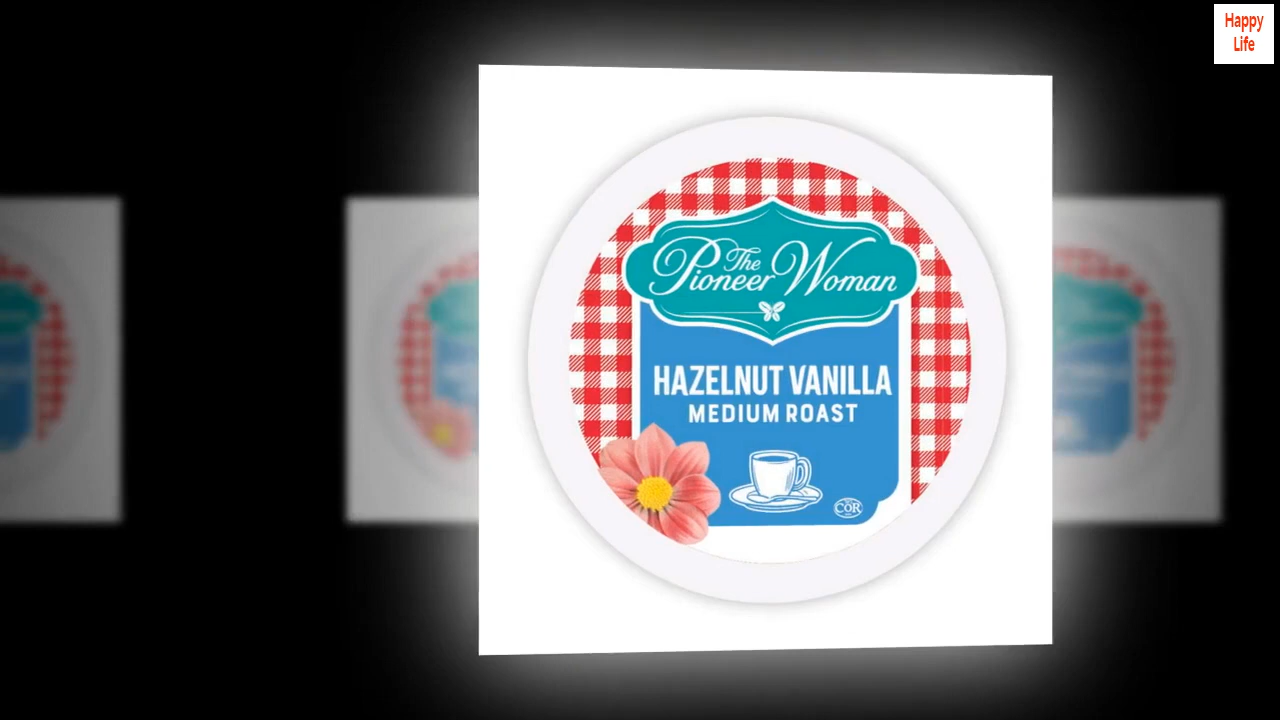 Happy
Life
The
Pioneer Woman
HAZELNUT VANILLA
MEDIUM ROAST
COR